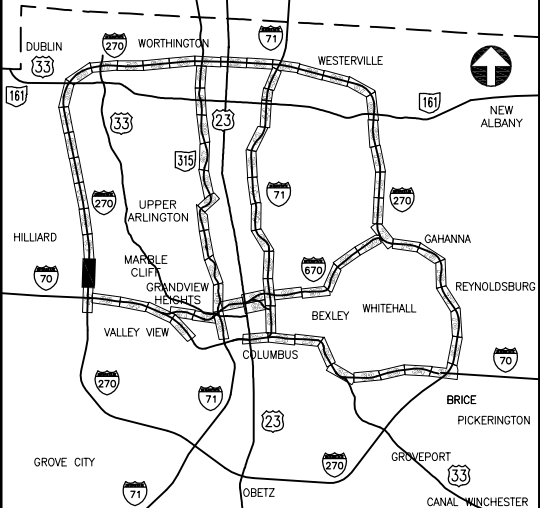 DUBLIN
33
270
WORTHINGTON
71
WESTERVILLE
161
161
NEW
ALBANY
33
23
315
270
UPPER
ARLINGTON
71
270
HILLIARD
GAHANNA
70
MARBLE
CLIFF
670
GRANDVIEW
HEIGHTS
REYNOLDSBURG
BEXLEY
WHITEHALL
VALLEY VIEW
COLUMBUS
70
270
71
BRICE
23
PICKERINGTON
GROVE CITY
270
GROVEPORT
33
71
OBETZ
CANAL WINCHESTER